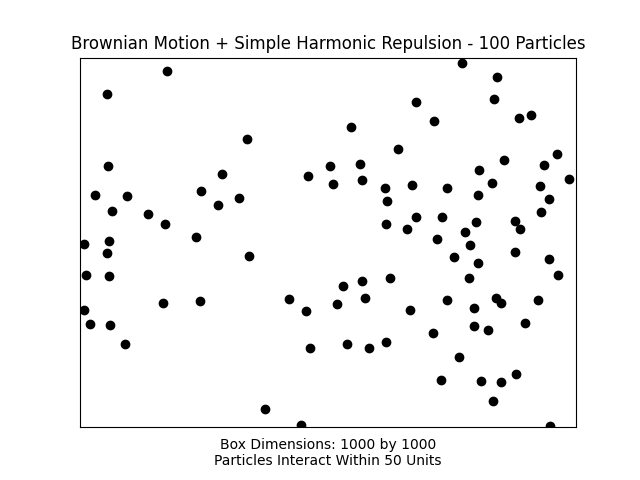 Brownian Motion + Simple Harmonic Repulsion - 100 Particles
Box Dimensions: 1000 by 1000
Particles Interact Within 50 Units